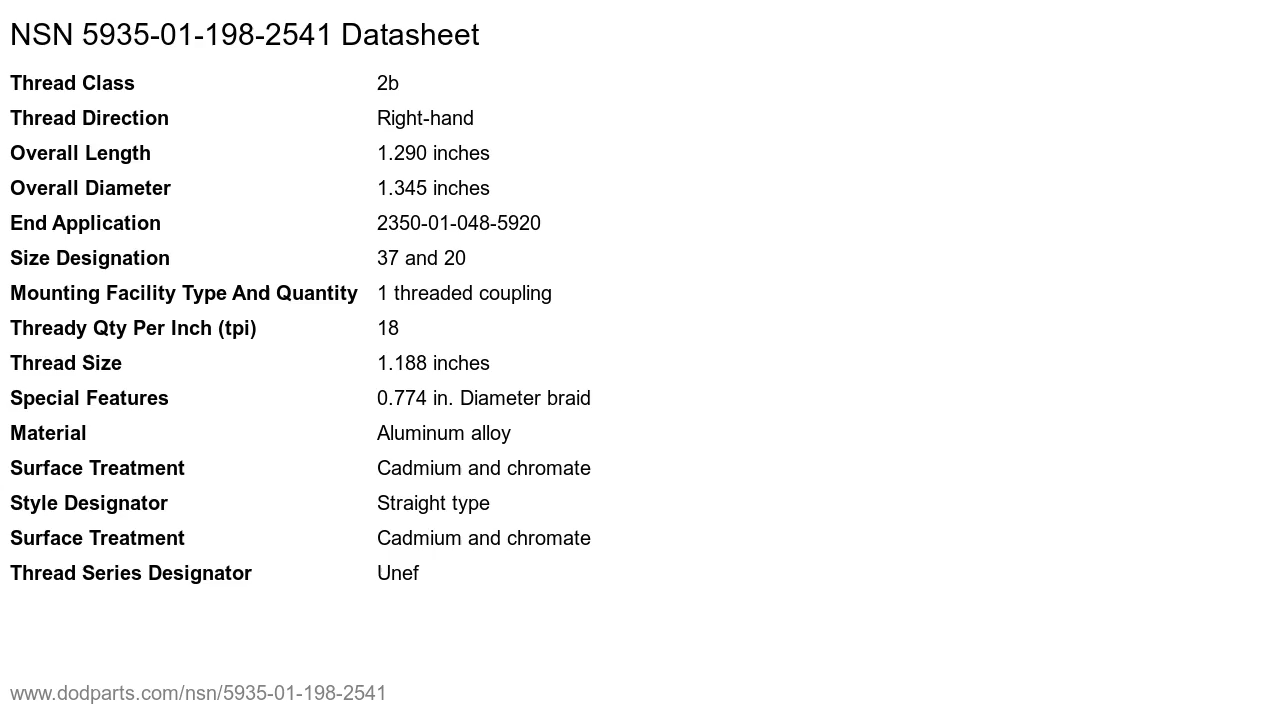 NSN 5935-01-198-2541 Datasheet
Thread Class 2b
Thread Direction Right-hand
Overall Length 1.290 inches
Overall Diameter 1.345 inches
End Application 2350-01-048-5920
Size Designation 37 and 20
Mounting Facility Type And Quantity 1 threaded coupling
Thready Qty Per Inch (tpi) 18
Thread Size 1.188 inches
Special Features 0.774 in. Diameter braid
Material Aluminum alloy
Surface Treatment Cadmium and chromate
Style Designator Straight type
Surface Treatment Cadmium and chromate
Thread Series Designator Unef
www.dodparts.com/nsn/5935-01-198-2541